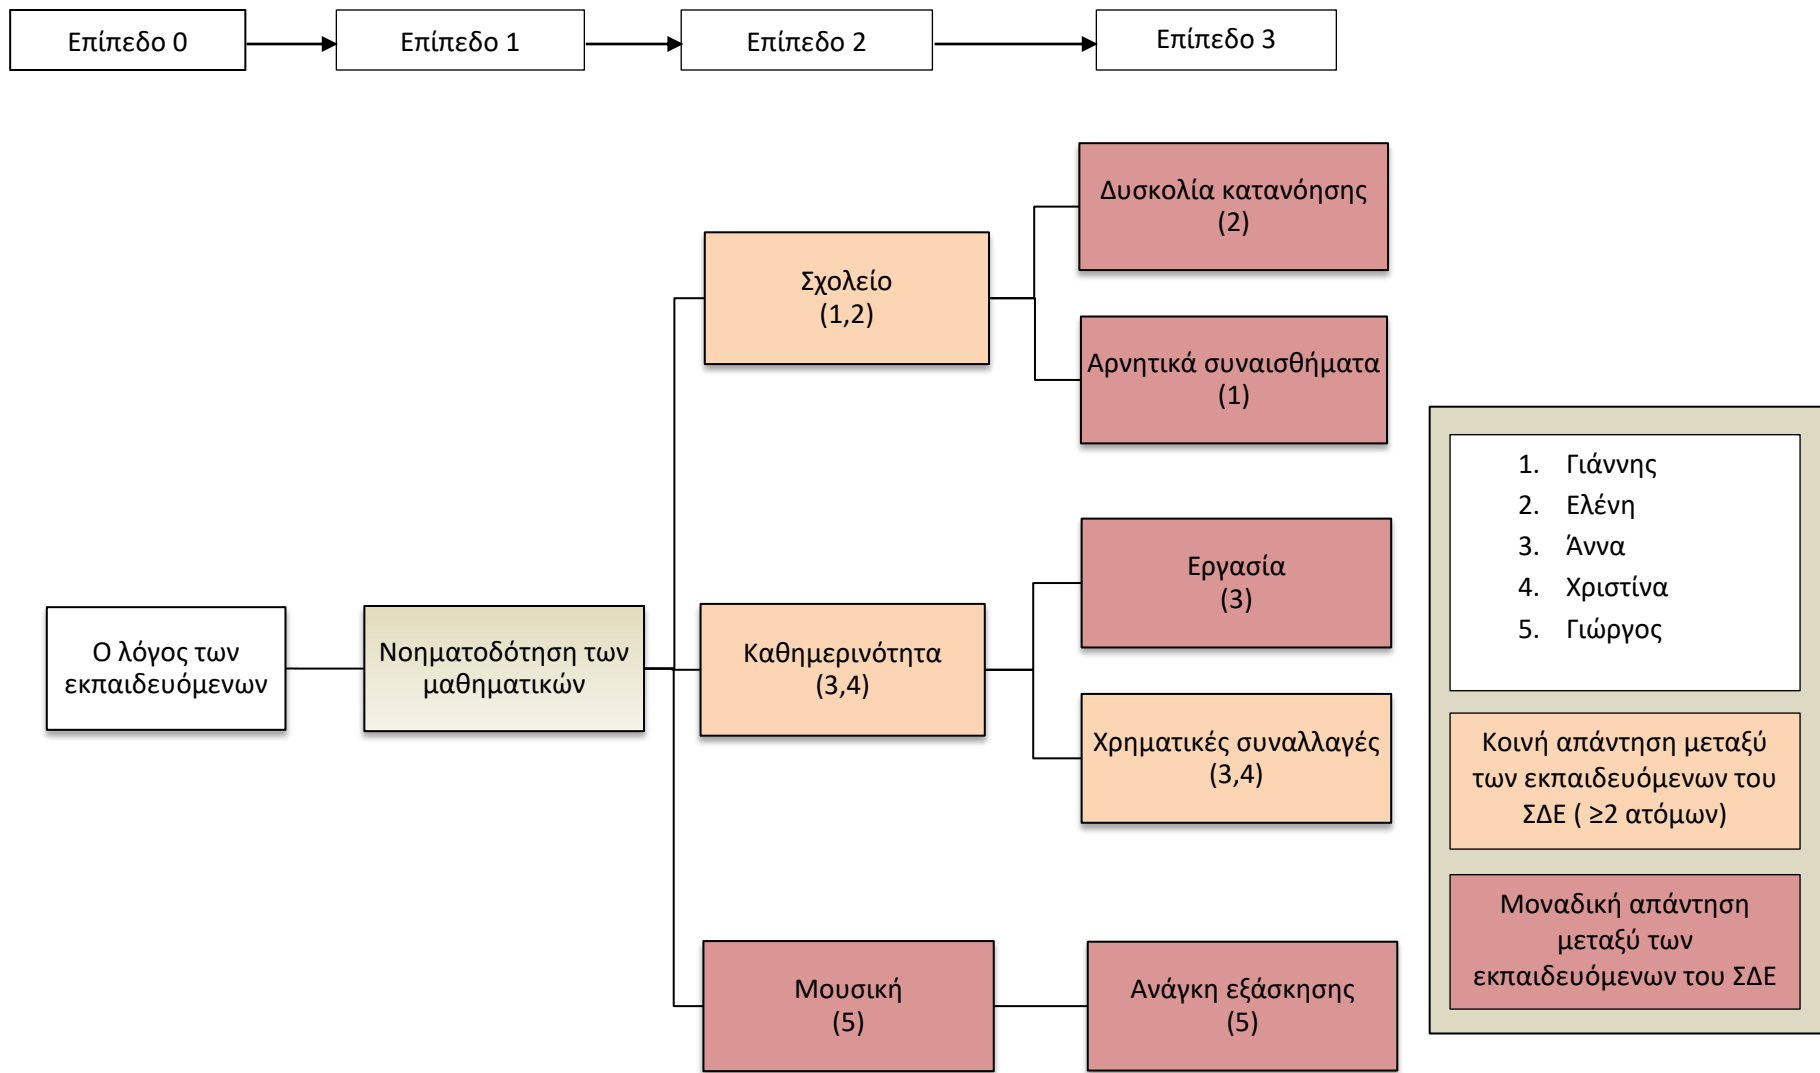 Επίπεδο 0
Επίπεδο 1
Επίπεδο 2
Επίπεδο 3
Δυσκολία κατανόησης
(2)
Σχολείο
(1,2)
Αρνητικά συναισθήματα
(1)
Εργασία
(3)
Ο λόγος των
εκπαιδευόμενων
Νοηματοδότηση των
μαθηματικών
Καθημερινότητα
(3,4)
Χρηματικές συναλλαγές
(3,4)
Μουσική
(5)
Ανάγκη εξάσκησης
(5)
1. Γιάννης
2. Ελένη
3. Άννα
4. Χριστίνα
5. Γιώργος
Κοινή απάντηση μεταξύ
των εκπαιδευόμενων του
ΣΔΕ ( ≥2 ατόμων)
Μοναδική απάντηση
μεταξύ των
εκπαιδευόμενων του ΣΔΕ